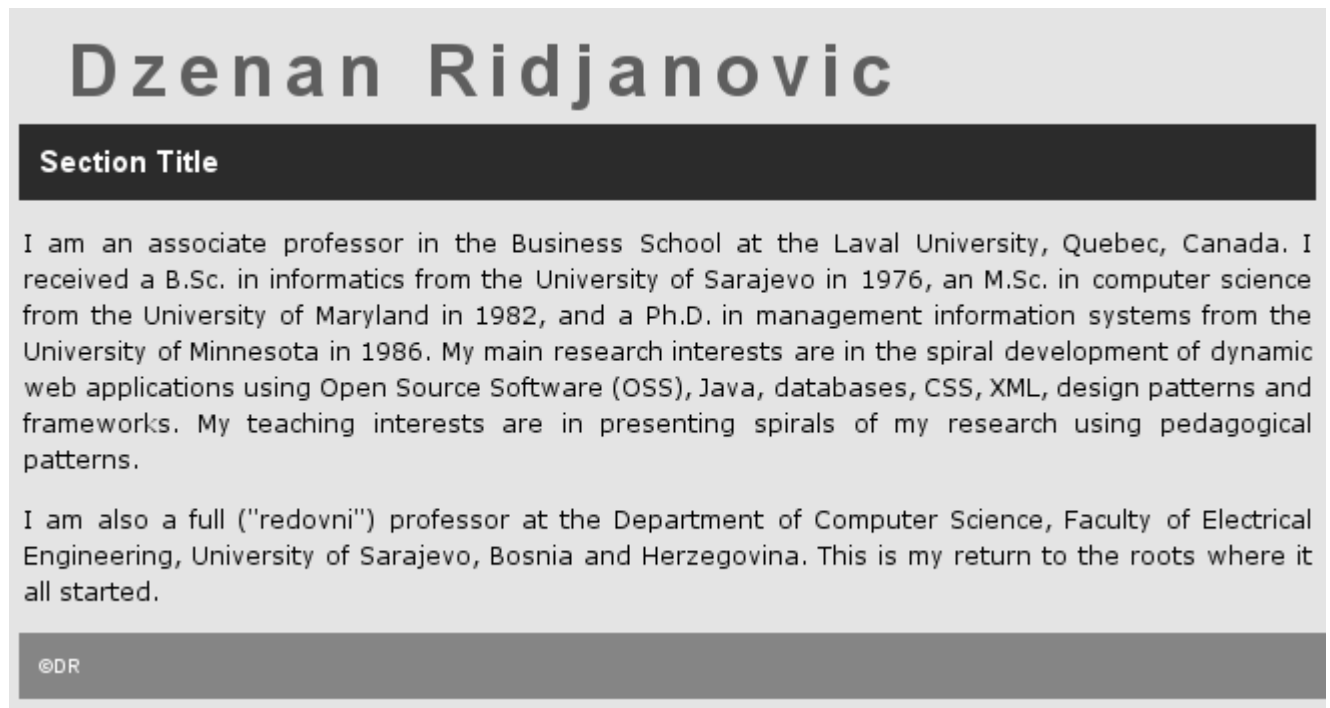 Dzenan Ridjanovic
Section Title
I am an associate professor in the Business School at the Laval University, Quebec, Canada. I
received a B.Sc. in informatics from the University of Sarajevo in 1976, an M.Sc. in computer science
from the University of Maryland in 1982, and a Ph.D. in management information systems from the
University of Minnesota in 1986. My main research interests are in the spiral development of dynamic
web applications using Open Source Software (OSS), Java, databases, CSS, XML, design patterns and
frameworks. My teaching interests are in presenting spirals of my research using pedagogical
patterns.
I am also a full ("redovni") professor at the Department of Computer Science, Faculty of Electrical
Engineering, University of Sarajevo, Bosnia and Herzegovina. This is my return to the roots where it
all started.
©DR